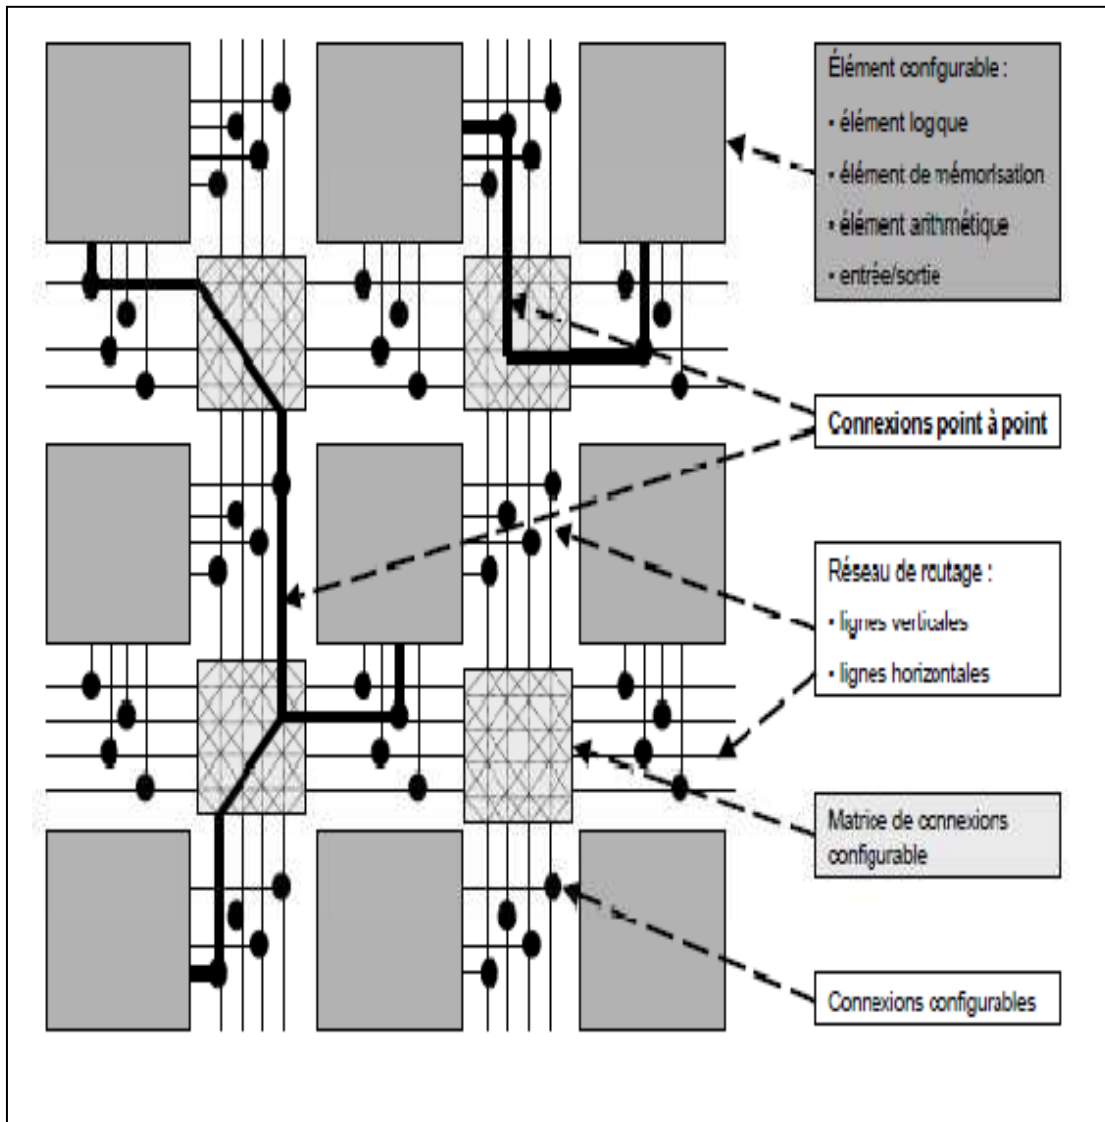 Élément configurable :
• élément logique
• élément de mémorisation
• élément arithmétique
• entrée/sortie
Connexions point à point
Réseau de routage :
• lignes verticales
• lignes horizontales
Matrice de connexions
configurable
Connexions configurables